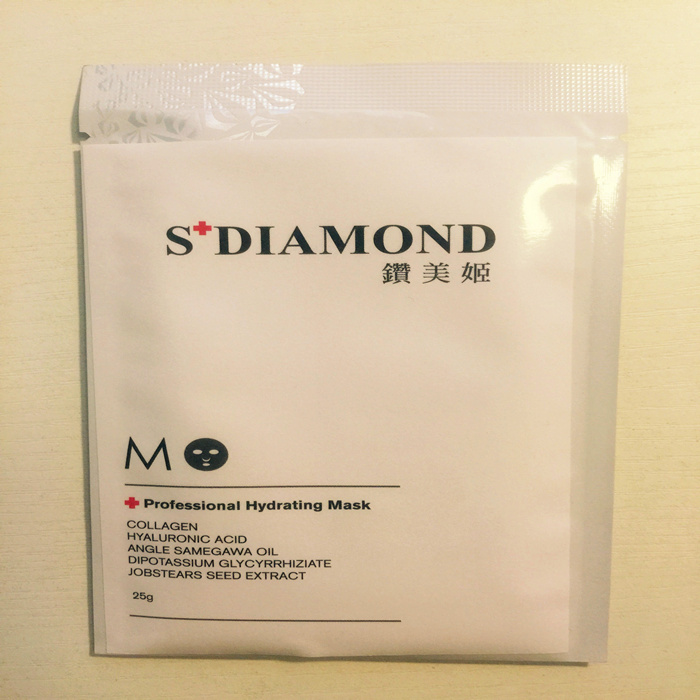 S+DIAMOND
鑽美姬
M
Professional Hydrating Mask
COLLAGEN
HYALURONIC ACID
ANGLE SAMEGAWA OIL
DIPOTASSIUM GLYCYRRHIZIATE
JOBSTEARS SEED EXTRACT
25g